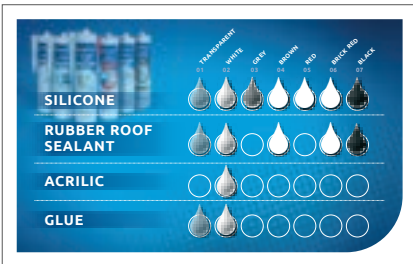 TRANSPARENT WHITE GREY BROWN RED BRICK RED BLACK
01 02 03 04 05 06 07
SILICONE
RUBBER ROOF
SEALANT
ACRILIC
GLUE